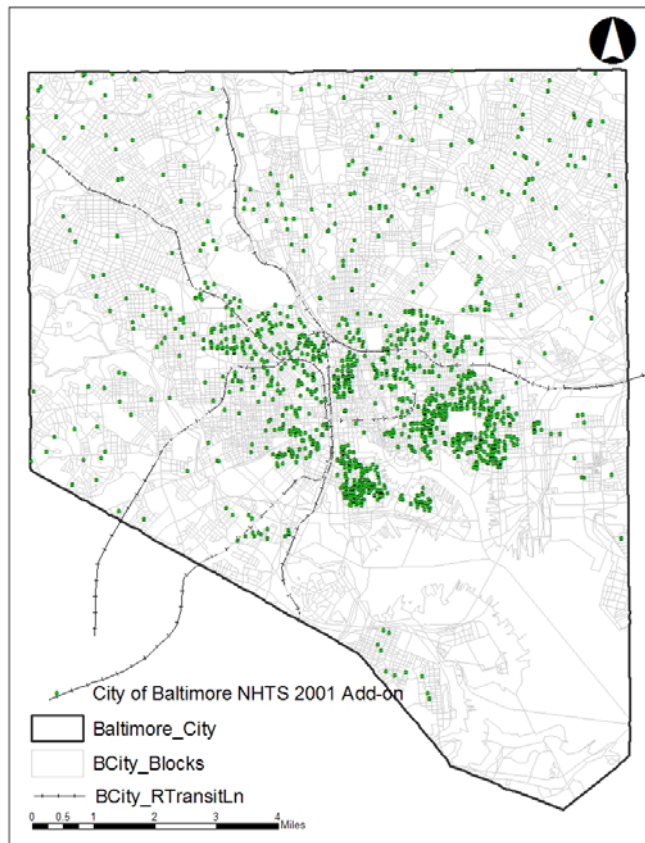 City of Baltimore NHTS 2001 Add-on
Baltimore_City
BCity_Blocks
BCity_RTransitLn
0 0.5 1 2 3 4
Miles